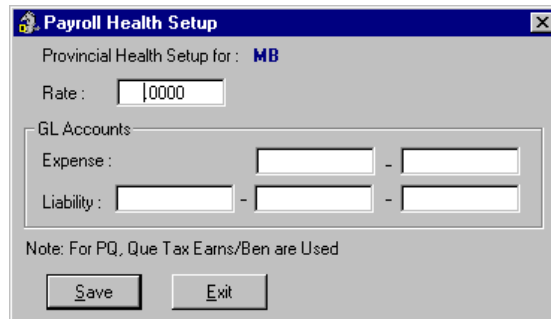 Payroll Health Setup
Provincial Health Setup for : MB
Rate : .0000
GL Accounts
Expense : -
Liability : - -
Note: For PQ, Que Tax Earns/Ben are Used
Save Exit